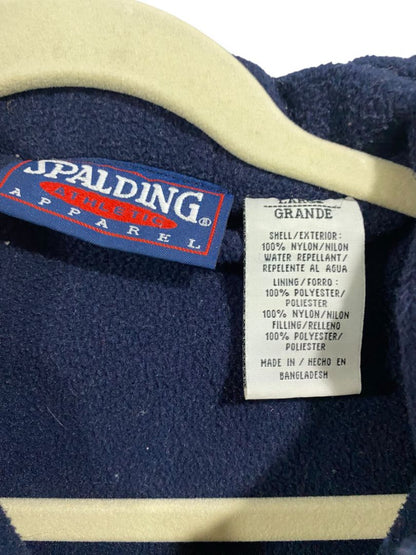 SPALDING®
ATHLETIC
APPAREL
LARGE
GRANDE
SHELL/EXTERIOR:
100% NYLON/NILON
WATER REPELLANT/
REPELENTE AL AGUA
LINING/FORRO:
100% POLYESTER/
POLIESTER
100% NYLON/NILON
FILLING/RELLENO
100% POLYESTER/
POLIESTER
MADE IN / HECHO EN
BANGLADESH